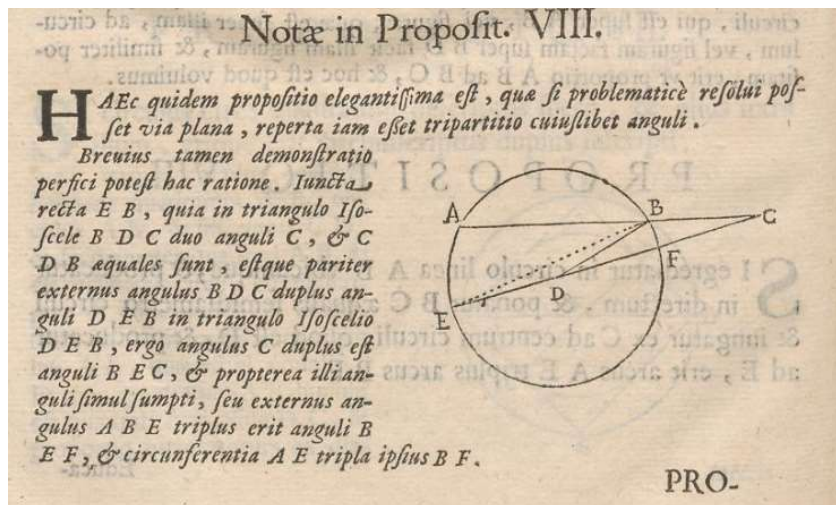 Notæ in Propoſit. VIII.
HAEc quidem propoſitio elegantiſſima eſt, quæ ſi problematicè reſolui poſ-
ſet via plana, reperta iam eſſet tripartitio cuiuſlibet anguli.
Breuius tamen demonſtratio
perfici poteſt hac ratione. Iuncta
recta E B, quia in triangulo Iſo-
ſcele B D C duo anguli C, & C
D B æquales ſunt, eſtque pariter
externus angulus B D C duplus an-
guli D E B in triangulo Iſoſcelio
D E B, ergo angulus C duplus eſt
anguli B E C, & propterea illi an-
guli ſimul ſumpti, ſeu externus an-
gulus A B E triplus erit anguli B
E F, & circunferentia A E tripla ipſius B F.
A
B
C
F
D
E
PRO-